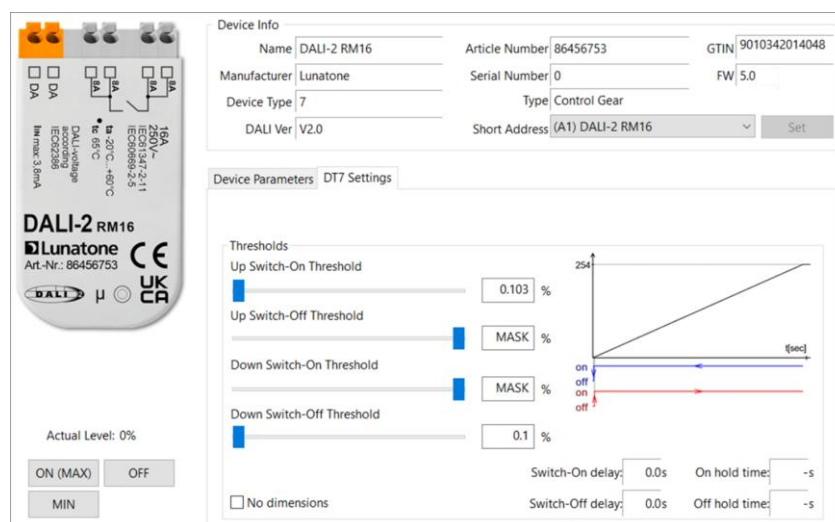 DA
DA
8A
8A
8A
8A
16A
250V~
IEC61347-2-11
IEC60669-2-5
ta -20°C...+60°C
tc 65°C
DALI-voltage
according
IEC62386
IIN max: 3,8mA
DALI-2 RM16
Lunatone
Art.-Nr.: 86456753
CE
DALI 2
μ
UK
CA
Actual Level: 0%
ON (MAX) OFF
MIN
Device Info
Name DALI-2 RM16 Article Number 86456753 GTIN 9010342014048
Manufacturer Lunatone Serial Number 0 FW 5.0
Device Type 7 Type Control Gear
DALI Ver V2.0 Short Address (A1) DALI-2 RM16 Set
Device Parameters DT7 Settings
Thresholds
Up Switch-On Threshold
0.103 %
Up Switch-Off Threshold
MASK %
Down Switch-On Threshold
MASK %
Down Switch-Off Threshold
0.1 %
254
t[sec]
on
off
on
off
Switch-On delay: 0.0s On hold time: -s
No dimensions Switch-Off delay: 0.0s Off hold time: -s